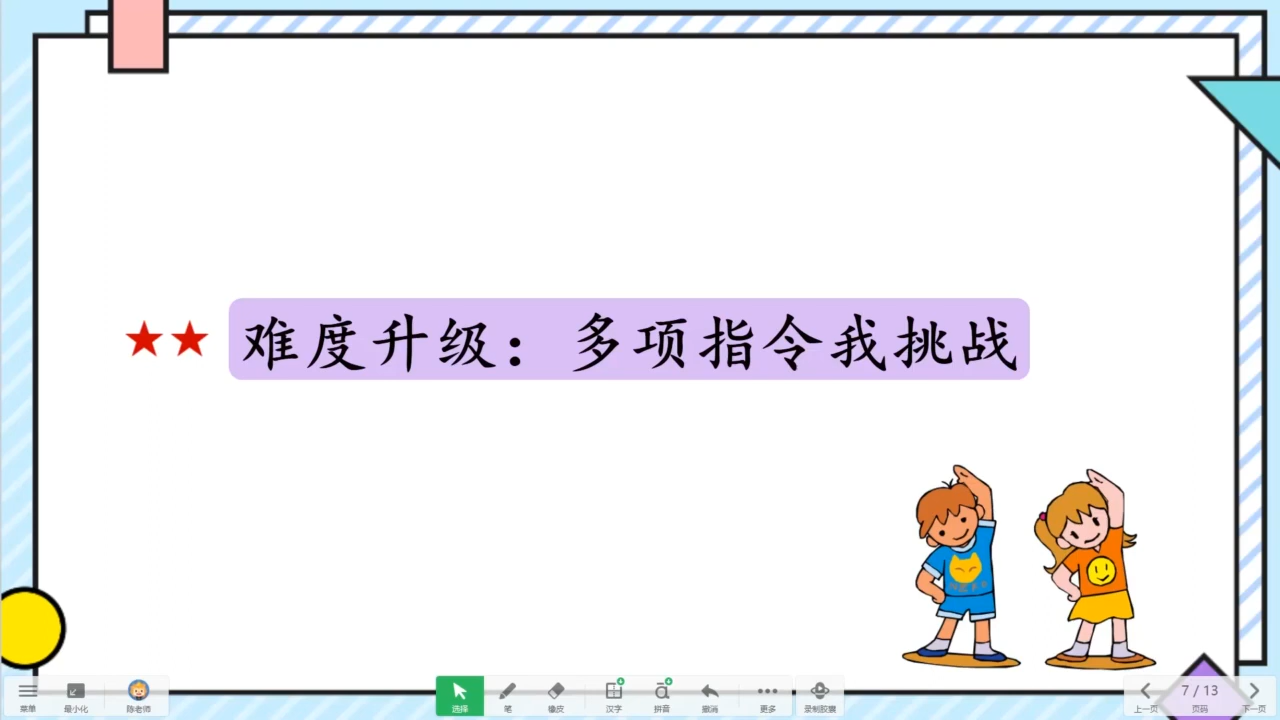 ★★ 难度升级：多项指令我挑战
菜单 最小化 陈老师 选择 笔 橡皮 汉字 拼音 撤消 更多 录制胶囊 上一页 7 / 13 页码 下一页